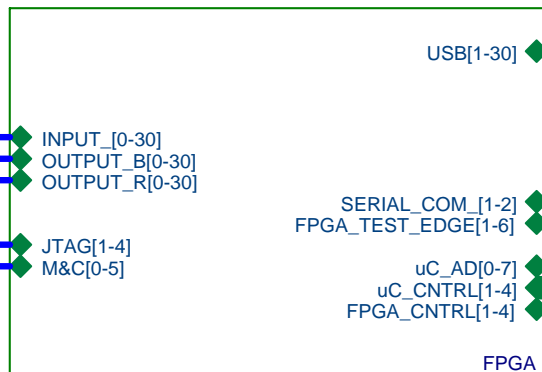 USB[1-30]
INPUT_[0-30]
OUTPUT_B[0-30]
OUTPUT_R[0-30]
SERIAL_COM_[1-2]
FPGA_TEST_EDGE[1-6]
JTAG[1-4]
M&C[0-5]
uC_AD[0-7]
uC_CNTRL[1-4]
FPGA_CNTRL[1-4]
FPGA